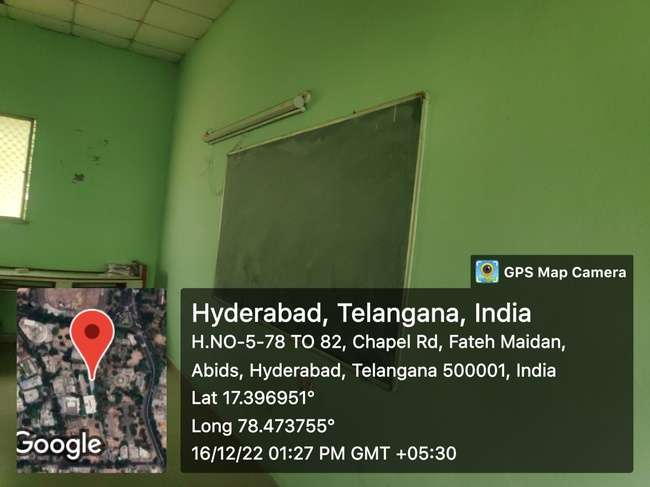 GPS Map Camera
Hyderabad, Telangana, India
H.NO-5-78 TO 82, Chapel Rd, Fateh Maidan,
Abids, Hyderabad, Telangana 500001, India
Lat 17.396951°
Long 78.473755°
16/12/22 01:27 PM GMT +05:30
Google